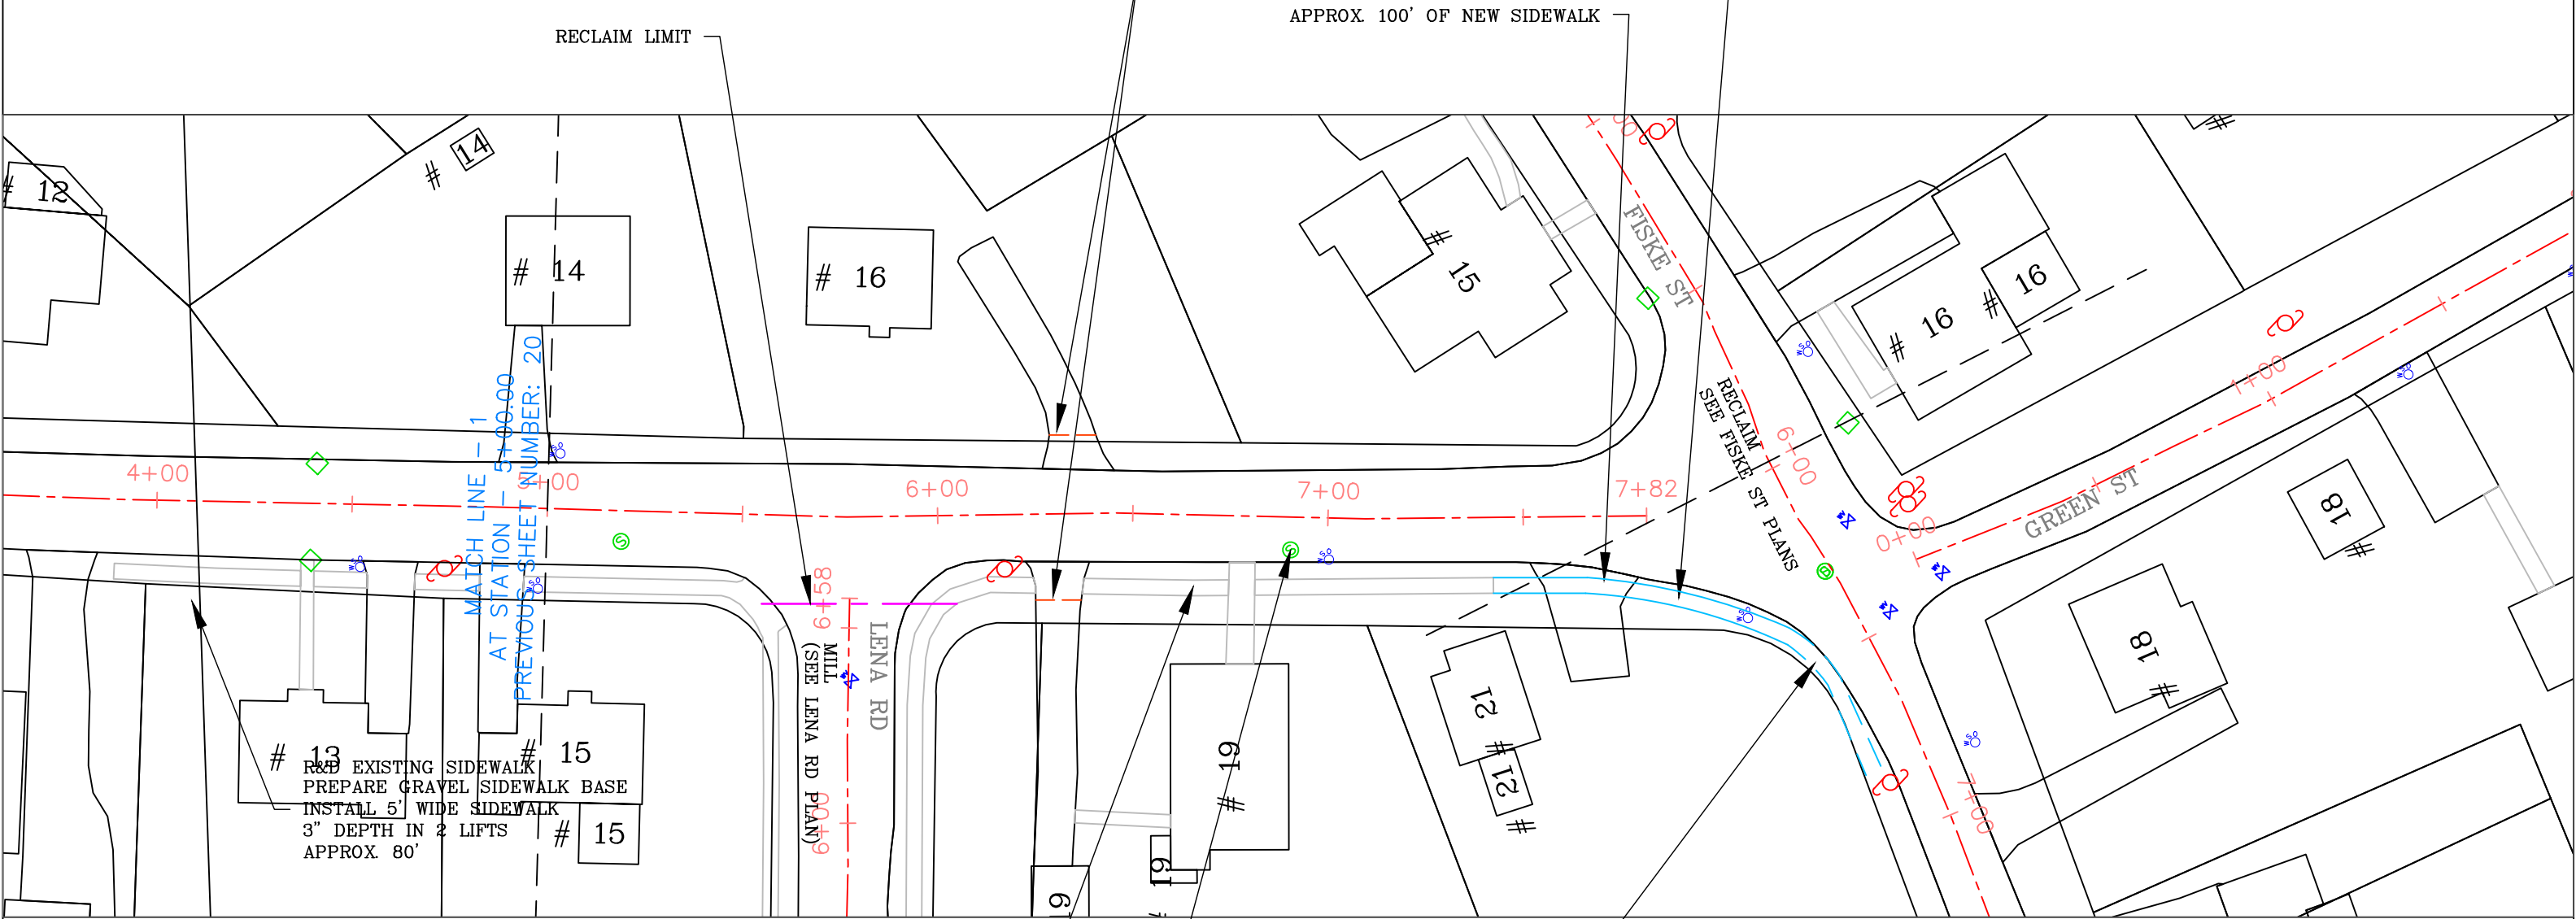 APPROX. 100' OF NEW SIDEWALK
RECLAIM LIMIT
# 14
# 12
# 14
# 16
# 15
FISKE ST
# 16
# 16
MATCH LINE - 1
AT STATION - 5+00.00
PREVIOUS SHEET NUMBER: 20
4+00
5+00
6+00
7+00
7+82
RECLAIM
SEE FISKE ST PLANS
6+00
0+00
GREEN ST
1+00
# 18
# 18
7+00
6+58
MILL
(SEE LENA RD PLAN)
LENA RD
6+00
# 13
# 15
# 15
R&D EXISTING SIDEWALK
PREPARE GRAVEL SIDEWALK BASE
INSTALL 5' WIDE SIDEWALK
3" DEPTH IN 2 LIFTS
APPROX. 80'
# 19
19
19
# 21
# 21